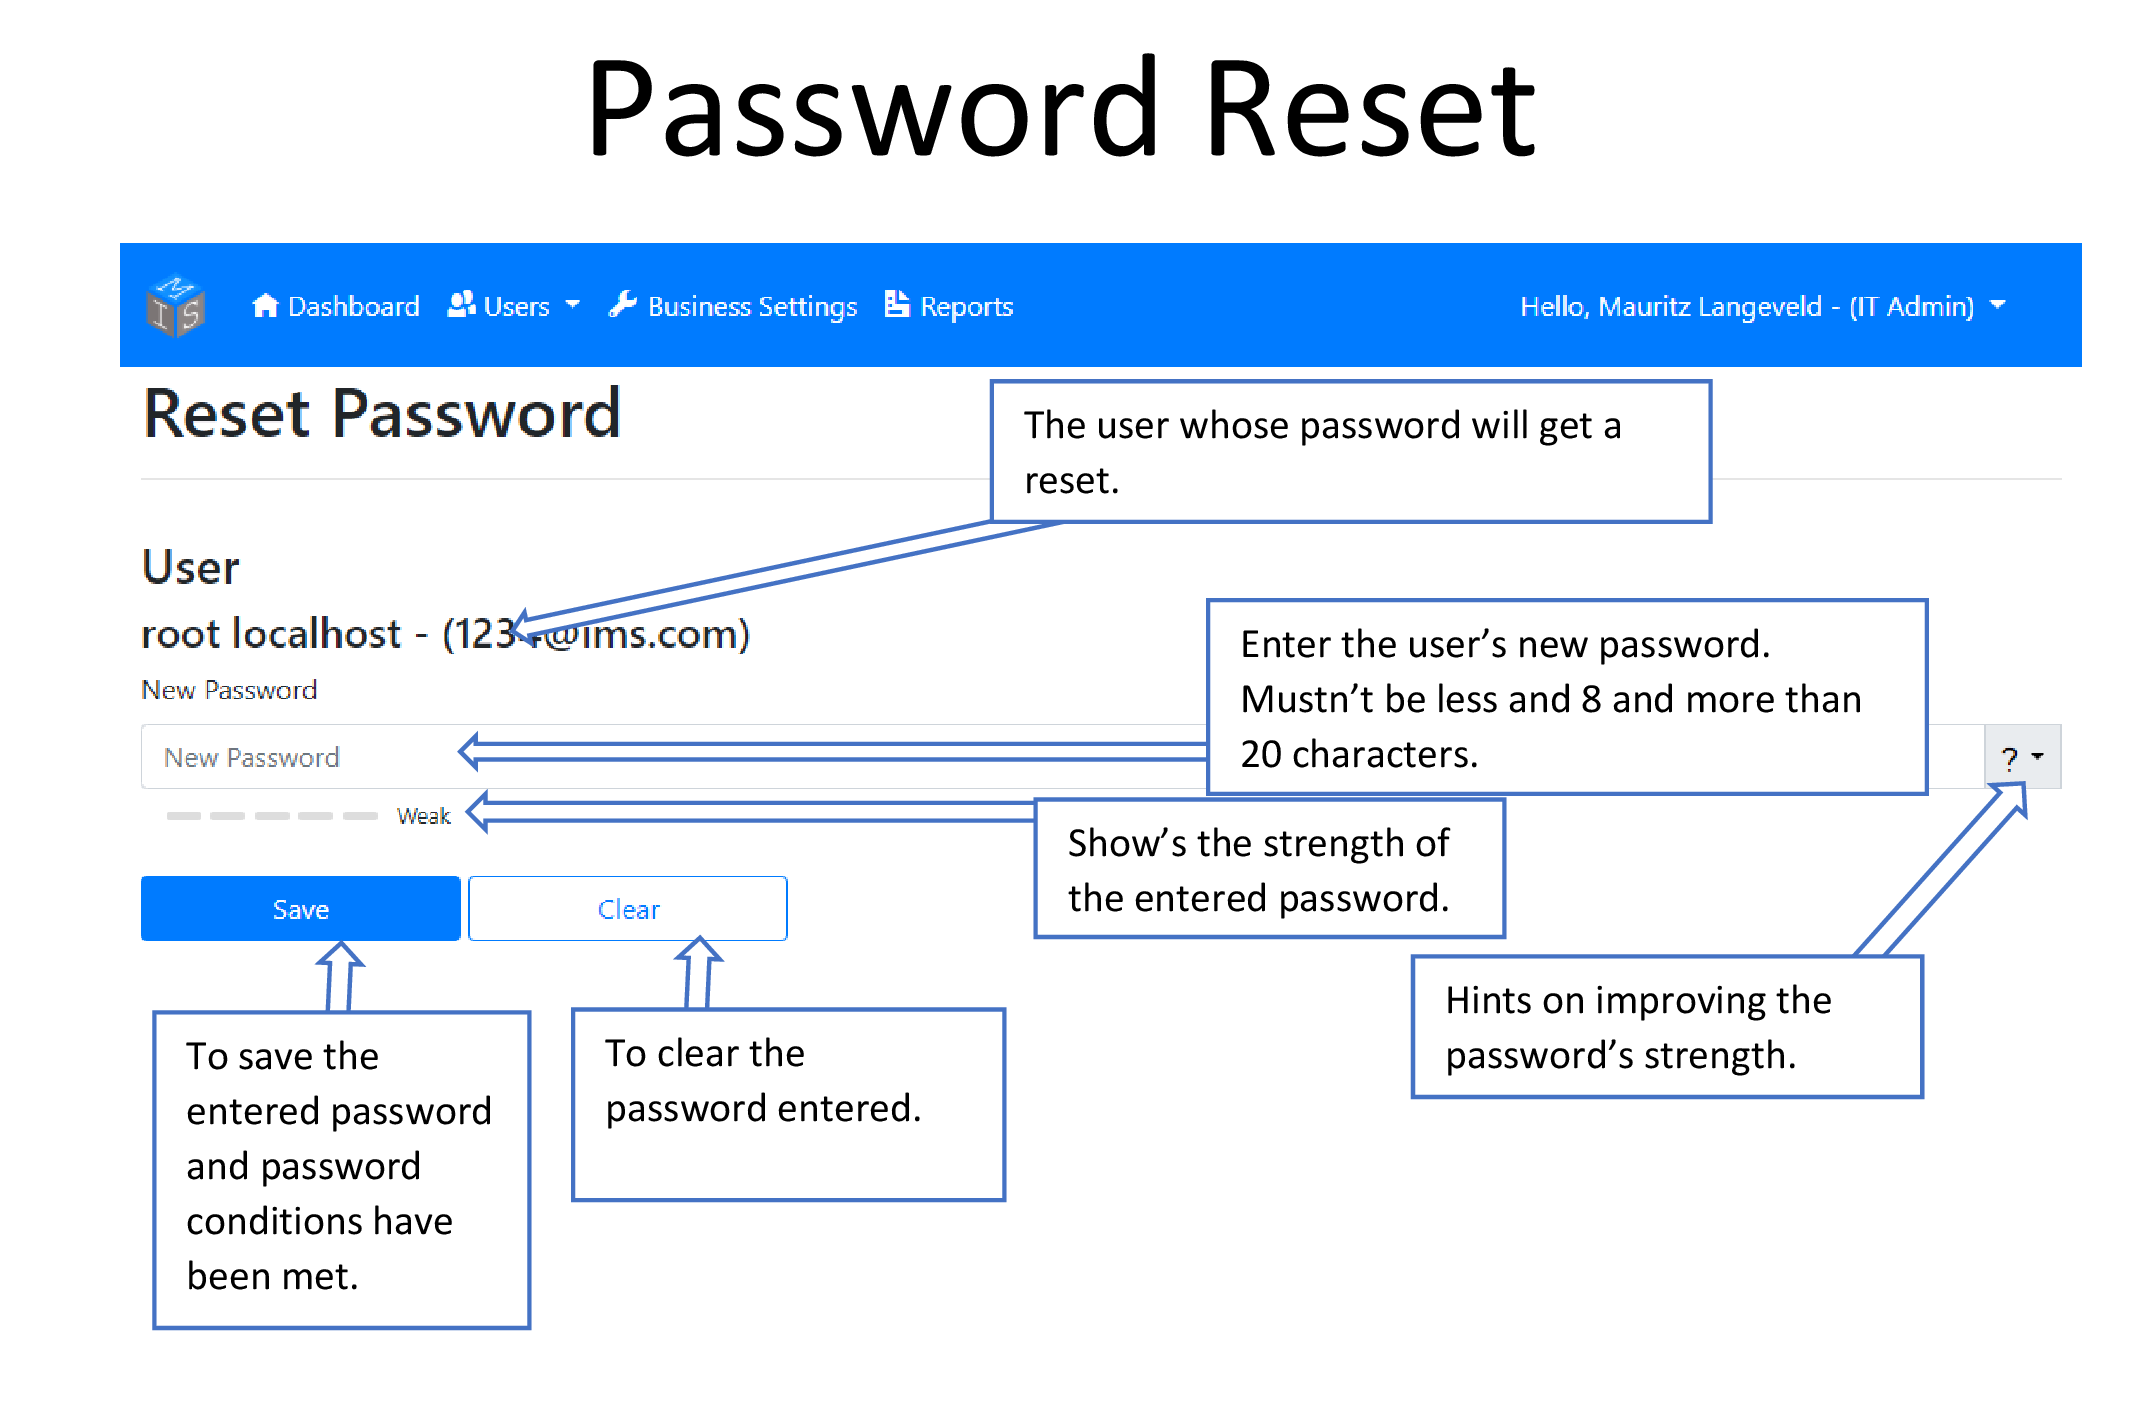 Password Reset
IMS
Dashboard Users Business Settings Reports Hello, Mauritz Langeveld - (IT Admin)
Reset Password
The user whose password will get a
reset.
User
root localhost - (1234@ims.com)
New Password
Enter the user’s new password.
Mustn’t be less and 8 and more than
20 characters.
New Password
? 
Weak
Show’s the strength of
the entered password.
Save Clear
Hints on improving the
password’s strength.
To save the
entered password
and password
conditions have
been met.
To clear the
password entered.